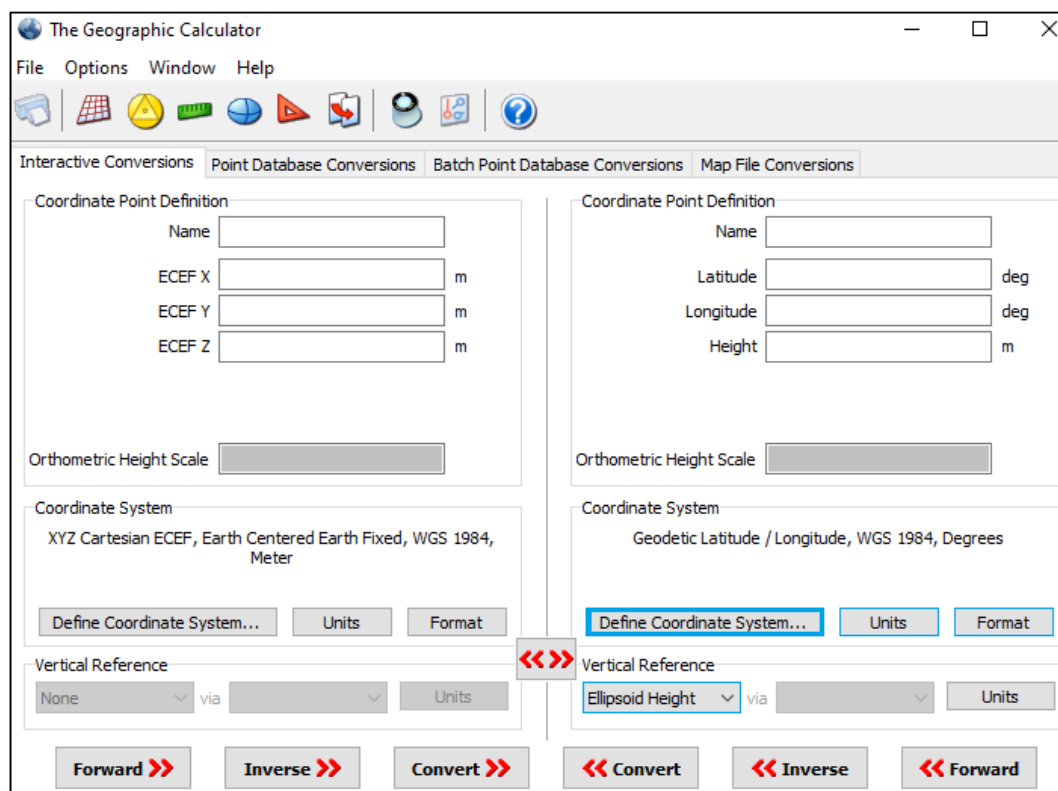 The Geographic Calculator
File Options Window Help
Interactive Conversions Point Database Conversions Batch Point Database Conversions Map File Conversions
Coordinate Point Definition
Name
ECEF X m
ECEF Y m
ECEF Z m
Orthometric Height Scale
Coordinate System
XYZ Cartesian ECEF, Earth Centered Earth Fixed, WGS 1984,
Meter
Define Coordinate System... Units Format
Vertical Reference
None via Units
Forward Inverse Convert
Coordinate Point Definition
Name
Latitude deg
Longitude deg
Height m
Orthometric Height Scale
Coordinate System
Geodetic Latitude / Longitude, WGS 1984, Degrees
Define Coordinate System... Units Format
Vertical Reference
Ellipsoid Height via Units
Convert Inverse Forward